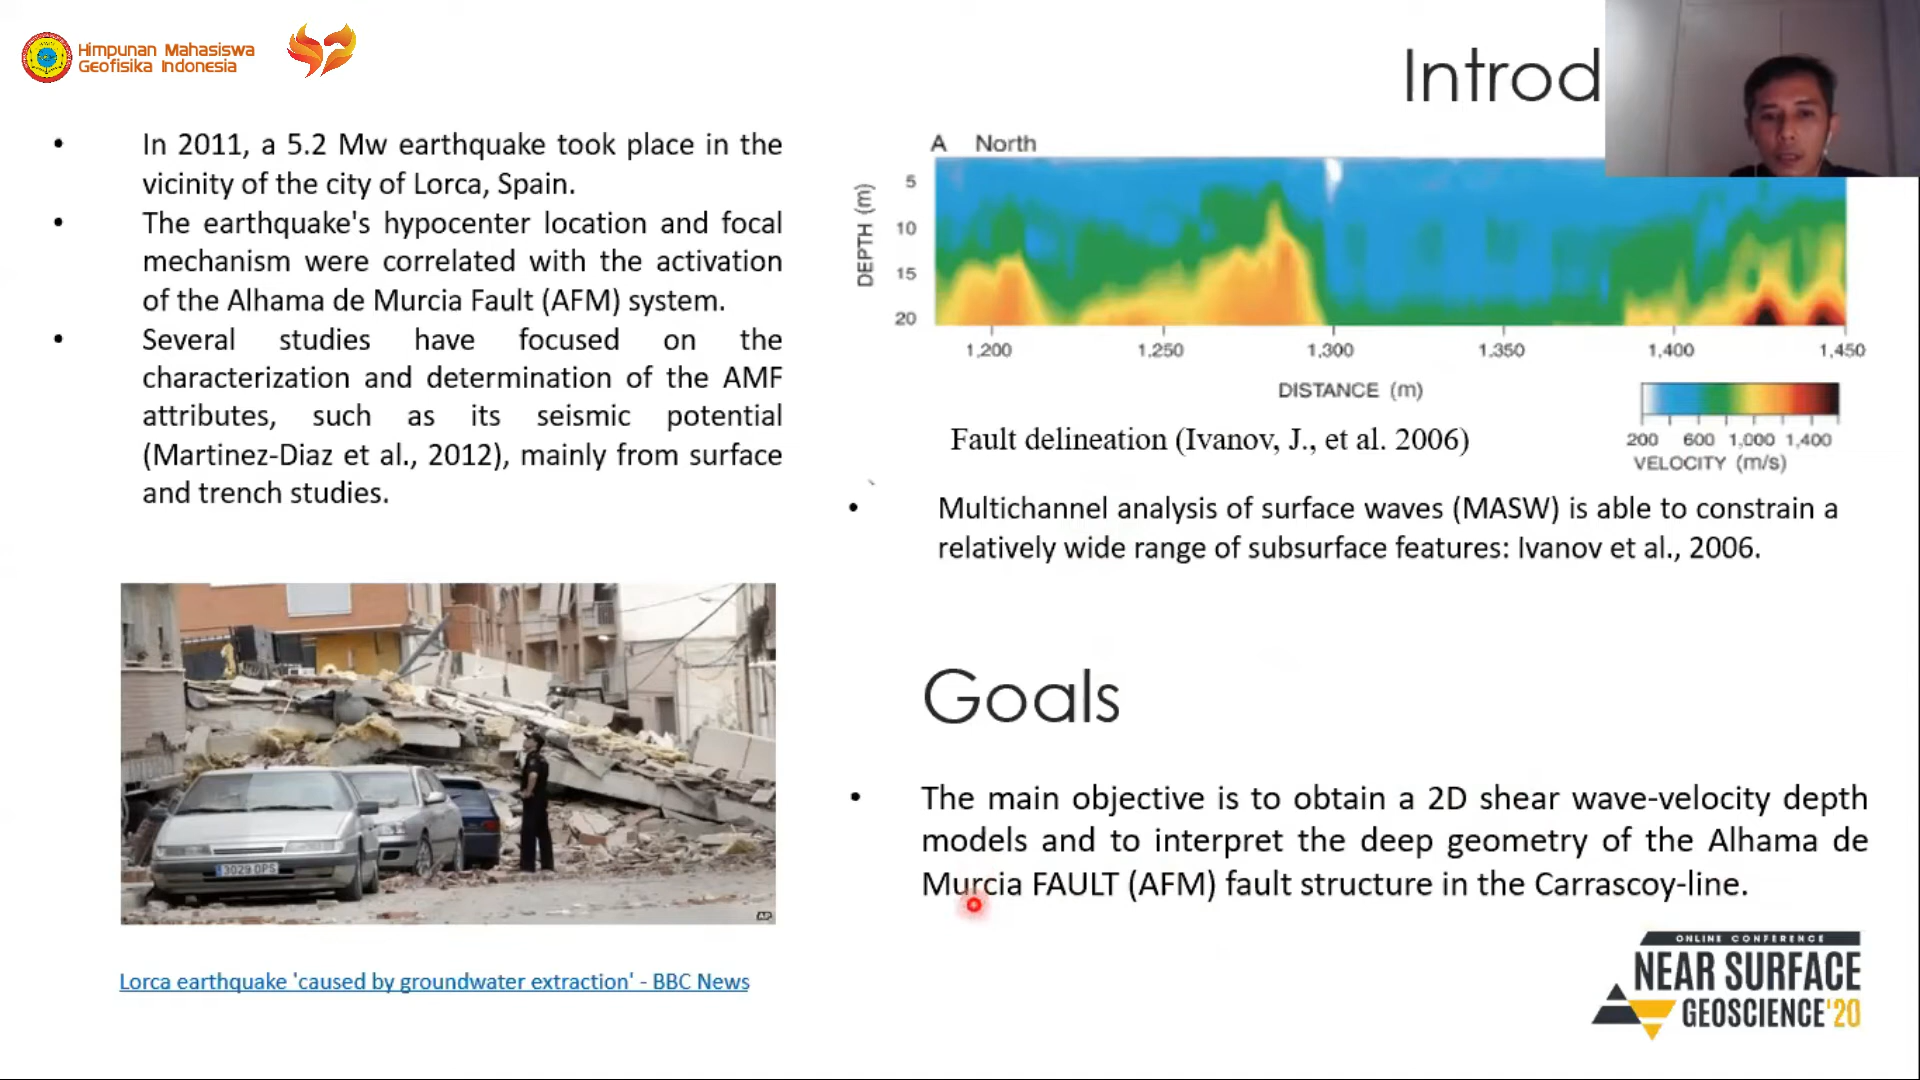 Himpunan Mahasiswa
Geofisika Indonesia
Introd
• In 2011, a 5.2 Mw earthquake took place in the
vicinity of the city of Lorca, Spain.
• The earthquake's hypocenter location and focal
mechanism were correlated with the activation
of the Alhama de Murcia Fault (AFM) system.
• Several studies have focused on the
characterization and determination of the AMF
attributes, such as its seismic potential
(Martinez-Diaz et al., 2012), mainly from surface
and trench studies.
3029 DPS
AP
Lorca earthquake 'caused by groundwater extraction' - BBC News
A North
DEPTH (m)
5
10
15
20
1,200 1,250 1,300 1,350 1,400 1,450
DISTANCE (m)
200 600 1,000 1,400
VELOCITY (m/s)
Fault delineation (Ivanov, J., et al. 2006)
• Multichannel analysis of surface waves (MASW) is able to constrain a
relatively wide range of subsurface features: Ivanov et al., 2006.
Goals
• The main objective is to obtain a 2D shear wave-velocity depth
models and to interpret the deep geometry of the Alhama de
Murcia FAULT (AFM) fault structure in the Carrascoy-line.
ONLINE CONFERENCE
NEAR SURFACE
GEOSCIENCE'20